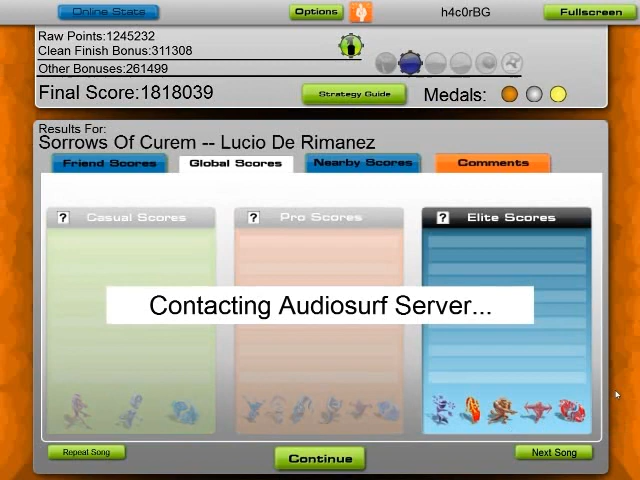 Online Stats
Options
h4c0rBG
Fullscreen
Raw Points:1245232
Clean Finish Bonus:311308
Other Bonuses:261499
Final Score:1818039
Strategy Guide
Medals:
Results For:
Sorrows Of Curem -- Lucio De Rimanez
Friend Scores
Global Scores
Nearby Scores
Comments
? Casual Scores
? Pro Scores
? Elite Scores
Contacting Audiosurf Server...
Repeat Song
Continue
Next Song